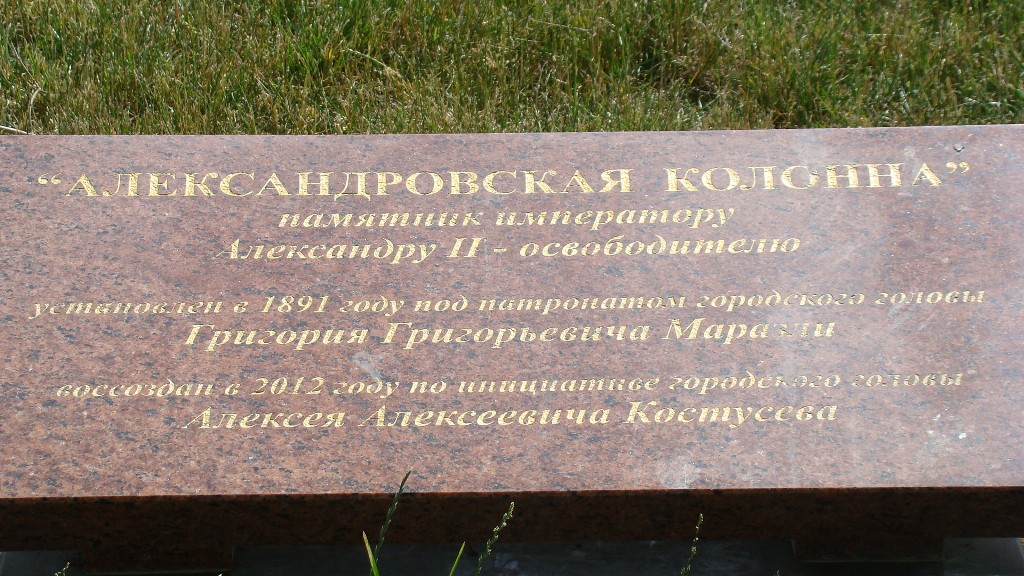 “АЛЕКСАНДРОВСКАЯ КОЛОННА”
памятник императору
Александру II - освободителю
установлен в 1891 году под патронатом городского головы
Григория Григорьевича Маразли
воссоздан в 2012 году по инициативе городского головы
Алексея Алексеевича Костусева